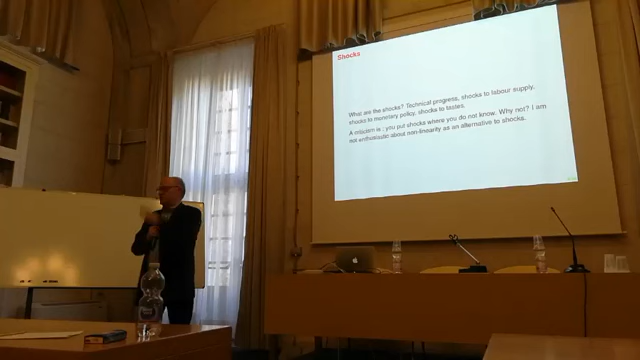 Shocks
What are the shocks? Technical progress, shocks to labour supply,
shocks to monetary policy, shocks to tastes.
A criticism is : you put shocks where you do not know. Why not? I am
not enthusiastic about non-linearity as an alternative to shocks.